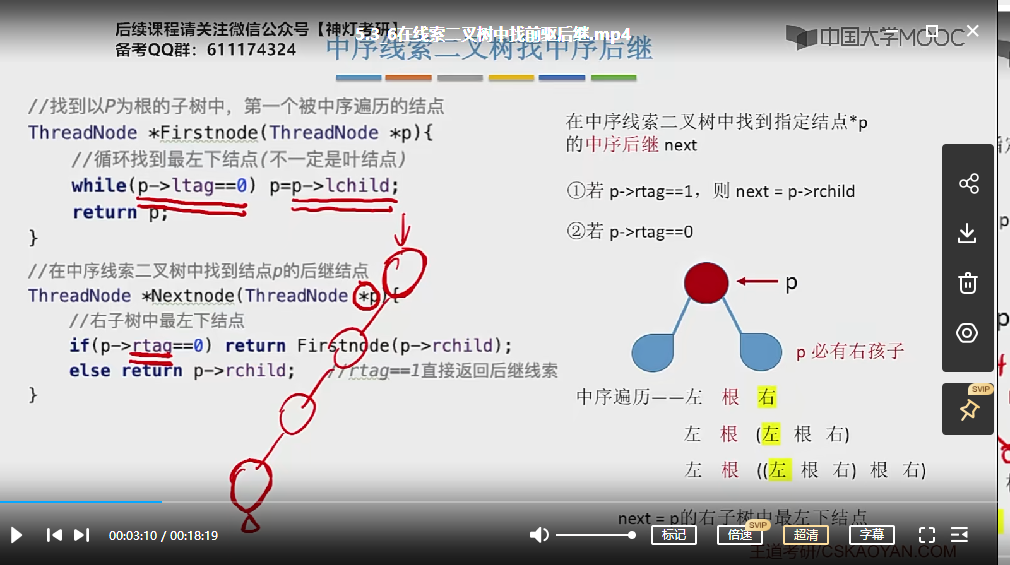 后续课程请关注微信公众号【神灯考研】
备考QQ群：611174324
5.3_6在线索二叉树中找前驱后继.mp4
中序线索二叉树找中序后继
中国大学MOOC
//找到以P为根的子树中，第一个被中序遍历的结点
ThreadNode *Firstnode(ThreadNode *p){
//循环找到最左下结点(不一定是叶结点)
while(p->ltag==0) p=p->lchild;
return p;
}
//在中序线索二叉树中找到结点p的后继结点
ThreadNode *Nextnode(ThreadNode *p){
//右子树中最左下结点
if(p->rtag==0) return Firstnode(p->rchild);
else return p->rchild; //rtag==1直接返回后继线索
}
在中序线索二叉树中找到指定结点*p
的中序后继 next
①若 p->rtag==1，则 next = p->rchild
②若 p->rtag==0
p
p 必有右孩子
中序遍历——左 根 右
左 根 (左 根 右)
左 根 ((左 根 右) 根 右)
next = p的右子树中最左下结点
王道考研/CSKAOYAN.COM
SVIP
00:03:10 / 00:18:19
标记
倍速
SVIP
超清
字幕